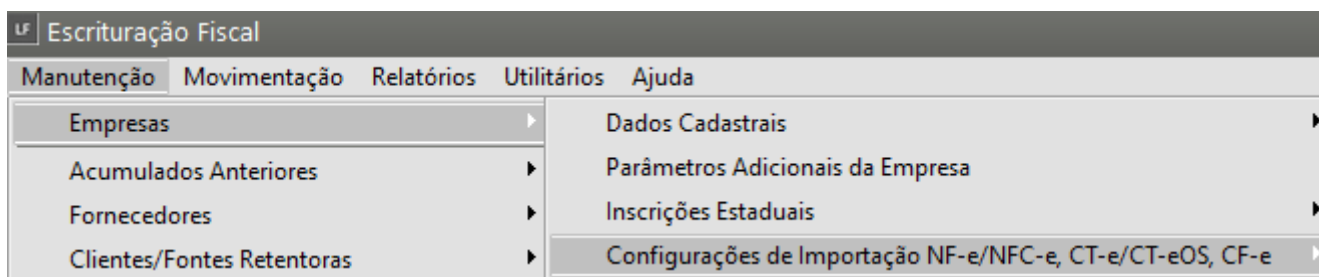 LF Escrituração Fiscal
Manutenção Movimentação Relatórios Utilitários Ajuda
Empresas
Acumulados Anteriores
Fornecedores
Clientes/Fontes Retentoras
Dados Cadastrais
Parâmetros Adicionais da Empresa
Inscrições Estaduais
Configurações de Importação NF-e/NFC-e, CT-e/CT-eOS, CF-e